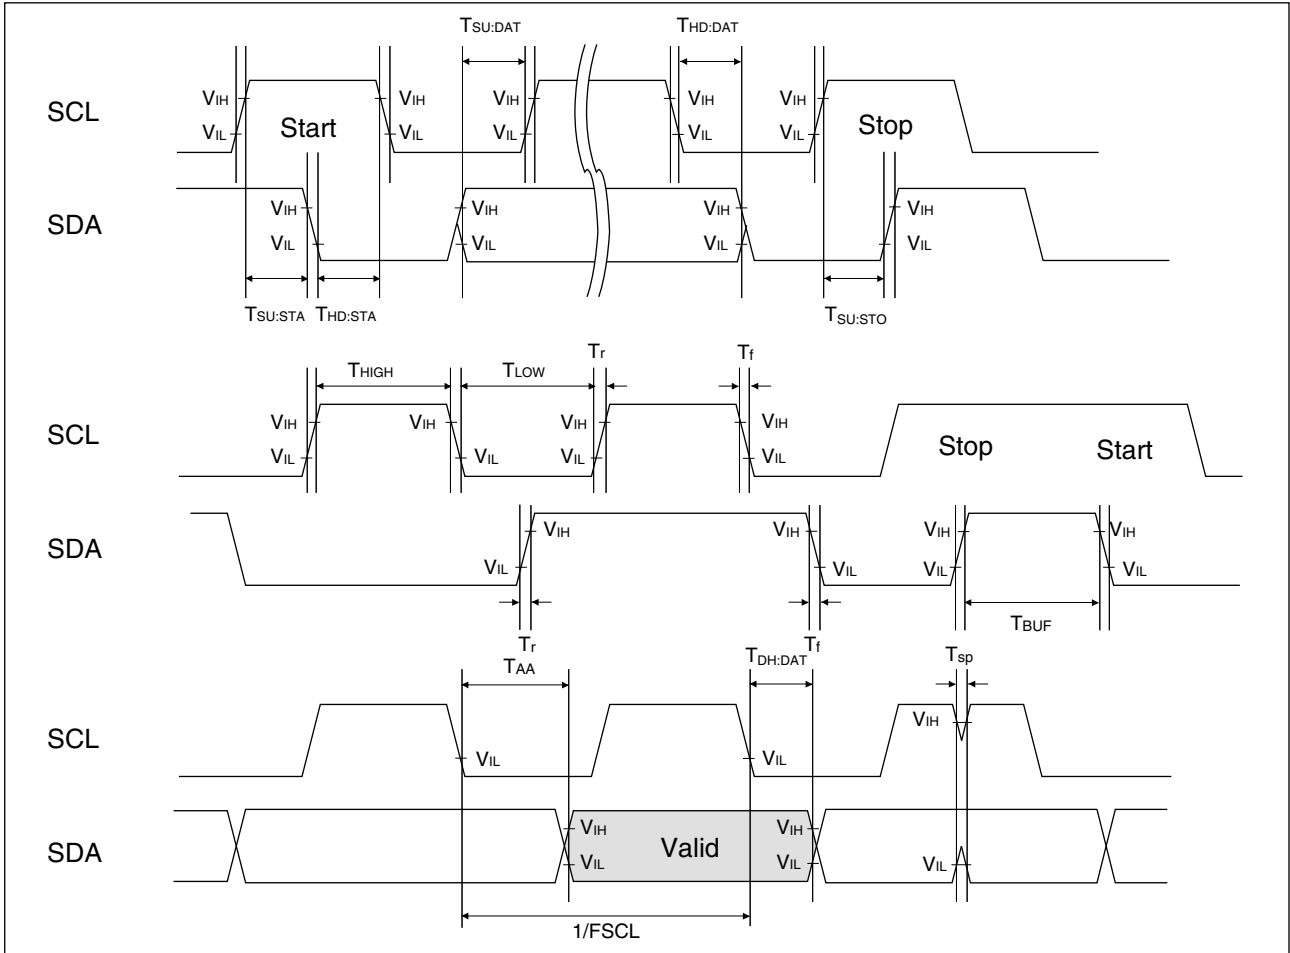 TSU:DAT THD:DAT
SCL VIH VIH VIH VIH VIH
VIL VIL VIL VIL VIL
Start Stop
SDA VIH VIH VIH VIH
VIL VIL VIL VIL
TSU:STA THD:STA TSU:STO
THIGH TLOW Tr Tf
SCL VIH VIH VIH VIH
VIL VIL VIL VIL
Stop Start
SDA VIH VIH VIH VIH
VIL VIL VIL VIL
Tr Tf TBUF
TAA TDH:DAT Tsp
SCL VIH
VIL VIL
SDA VIH Valid VIH
VIL VIL VIL
1/FSCL